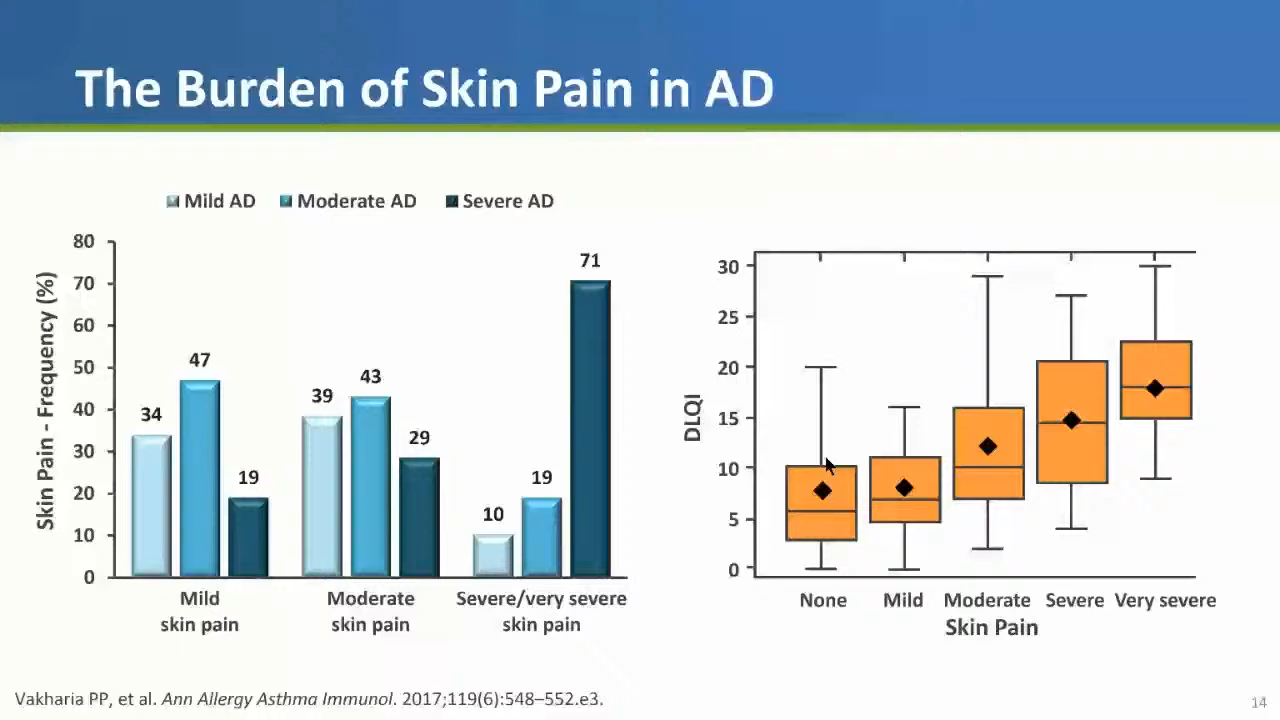 The Burden of Skin Pain in AD
Mild AD Moderate AD Severe AD
Skin Pain - Frequency (%)
80
70
60
50
40
30
20
10
0
34
47
19
39
43
29
10
19
71
Mild
skin pain
Moderate
skin pain
Severe/very severe
skin pain
DLQI
30
25
20
15
10
5
0
None Mild Moderate Severe Very severe
Skin Pain
Vakharia PP, et al. Ann Allergy Asthma Immunol. 2017;119(6):548–552.e3.
14